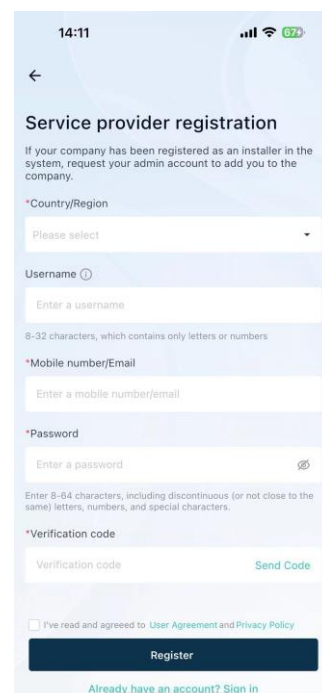 14:11
67
Service provider registration
If your company has been registered as an installer in the
system, request your admin account to add you to the
company.
*Country/Region
Please select
Username
Enter a username
8-32 characters, which contains only letters or numbers
*Mobile number/Email
Enter a mobile number/email
*Password
Enter a password
Enter 8-64 characters, including discontinuous (or not close to the
same) letters, numbers, and special characters.
*Verification code
Verification code Send Code
I've read and agreeed to User Agreement and Privacy Policy
Register
Already have an account? Sign in